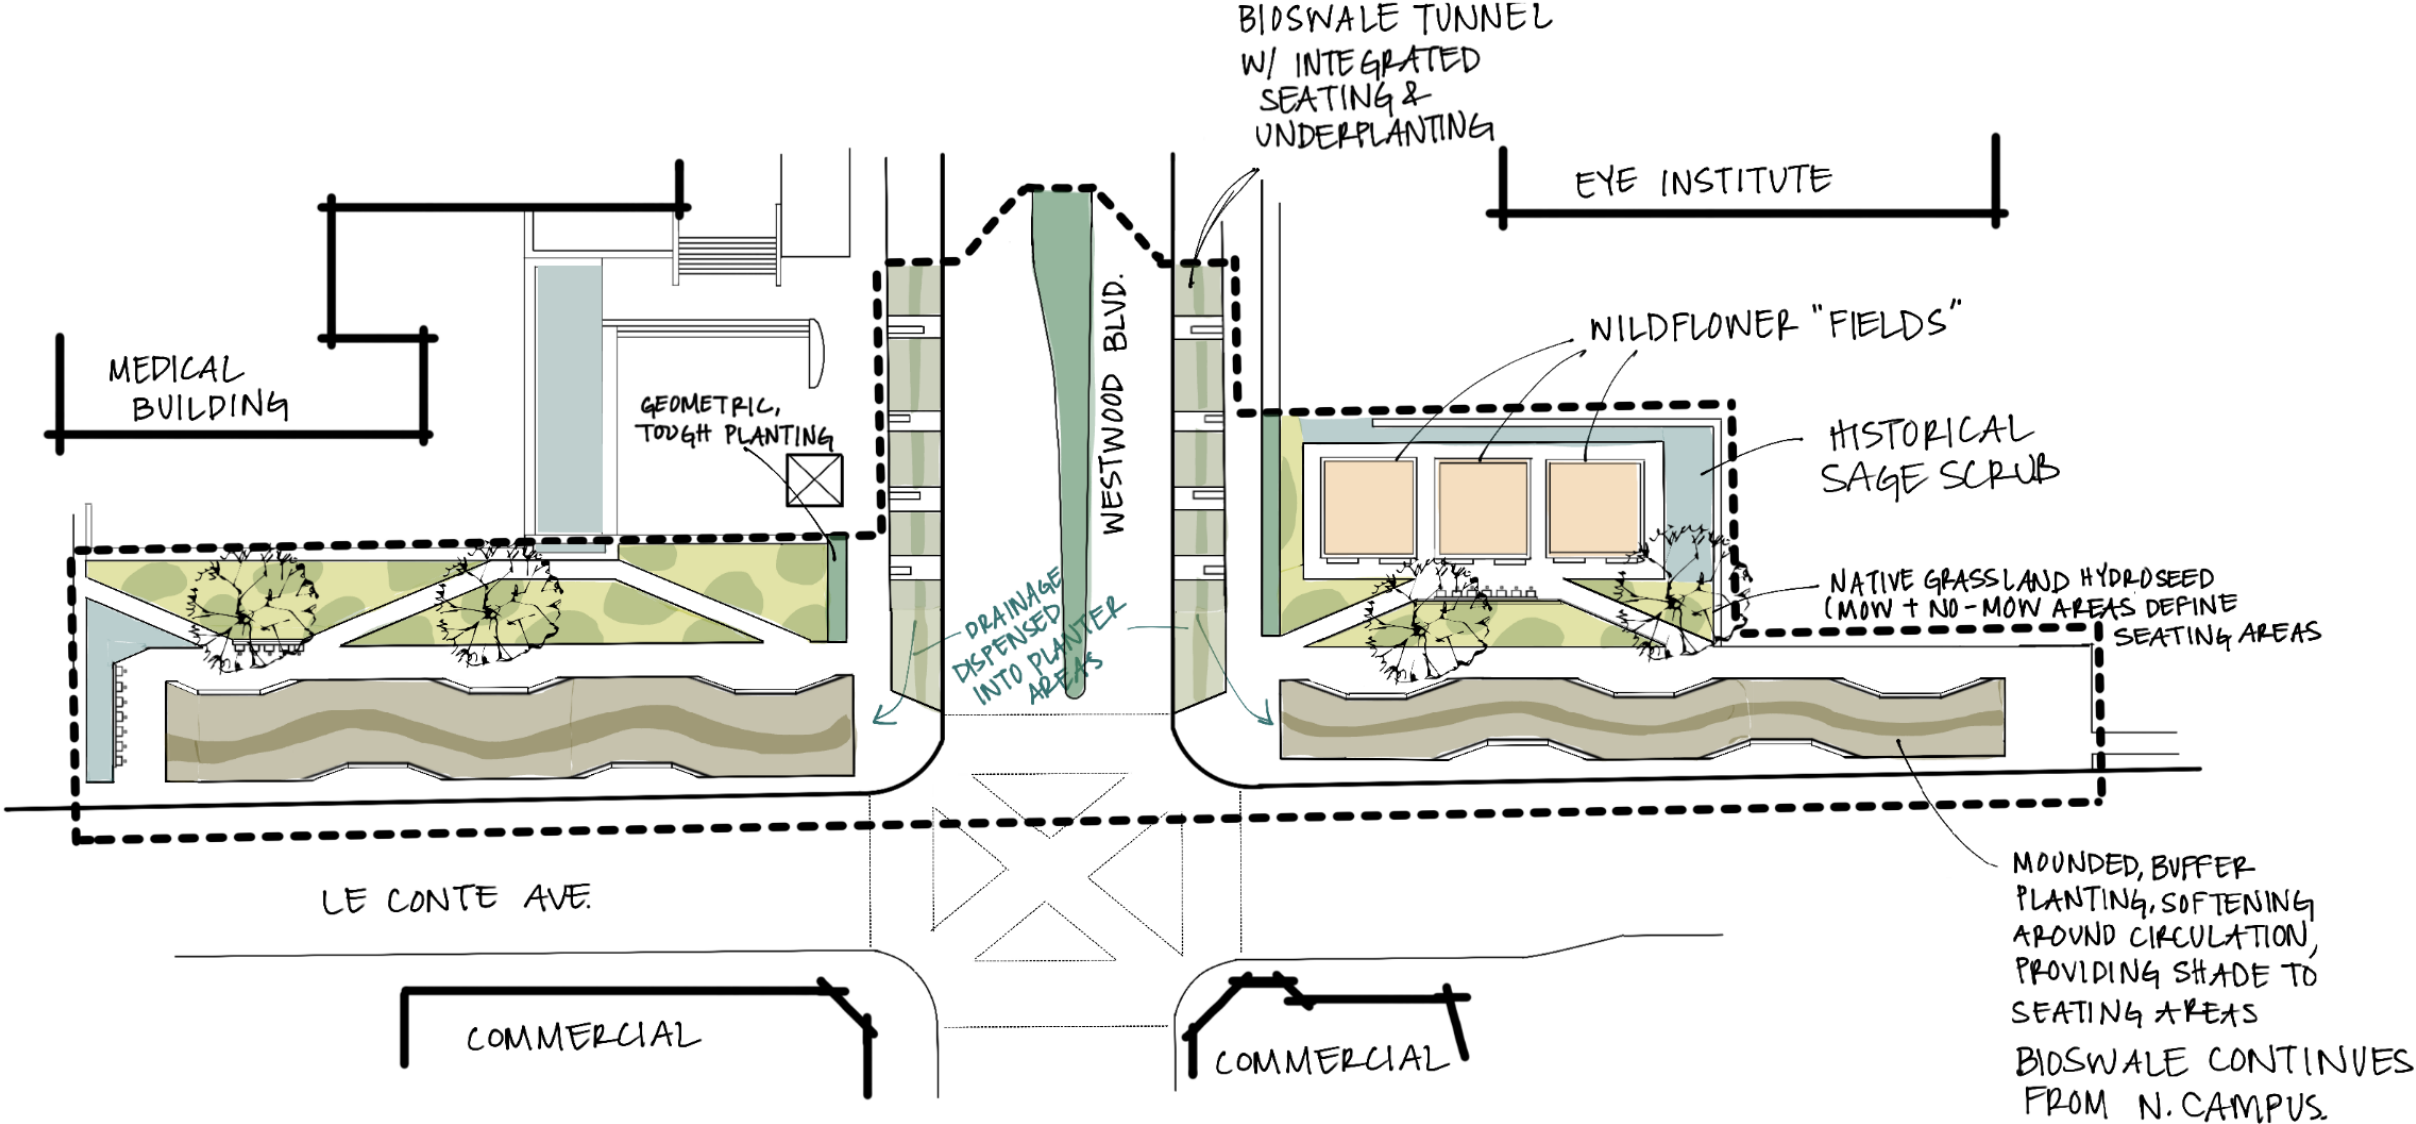 BIOSWALE TUNNEL
W/ INTEGRATED
SEATING &
UNDERPLANTING
EYE INSTITUTE
MEDICAL
BUILDING
GEOMETRIC,
TOUGH PLANTING
WESTWOOD BLVD.
WILDFLOWER "FIELDS"
HISTORICAL
SAGE SCRUB
NATIVE GRASSLAND HYDROSEED
(MOW + NO-MOW AREAS DEFINE
SEATING AREAS
DRAINAGE
DISPENSED
INTO PLANTER
AREAS
LE CONTE AVE.
MOUNDED, BUFFER
PLANTING, SOFTENING
AROUND CIRCULATION,
PROVIDING SHADE TO
SEATING AREAS
BIOSWALE CONTINUES
FROM N. CAMPUS.
COMMERCIAL
COMMERCIAL